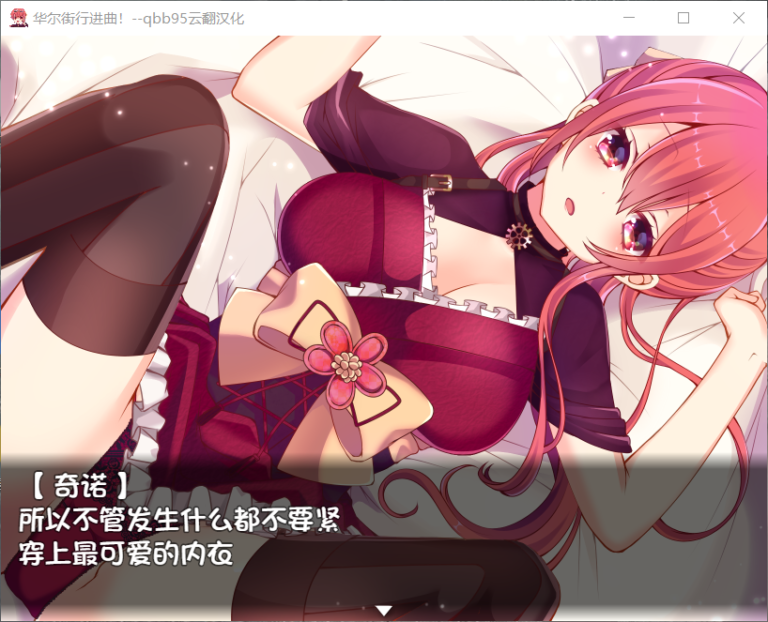 华尔街行进曲！--qbb95云翻汉化
【 奇诺 】
所以不管发生什么都不要紧
穿上最可爱的内衣